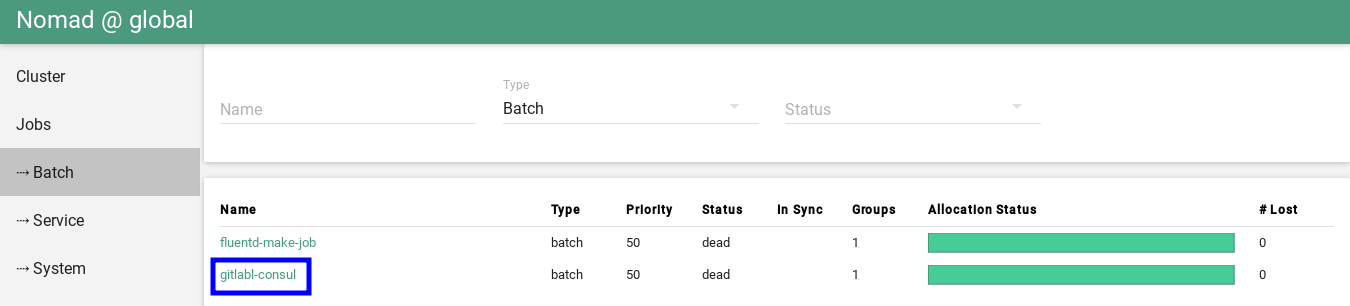 Nomad @ global
Cluster
Jobs
⤑ Batch
⤑ Service
⤑ System
Name
Type
Batch
Status
Name Type Priority Status In Sync Groups Allocation Status # Lost
fluentd-make-job batch 50 dead 1 0
gitlabl-consul batch 50 dead 1 0